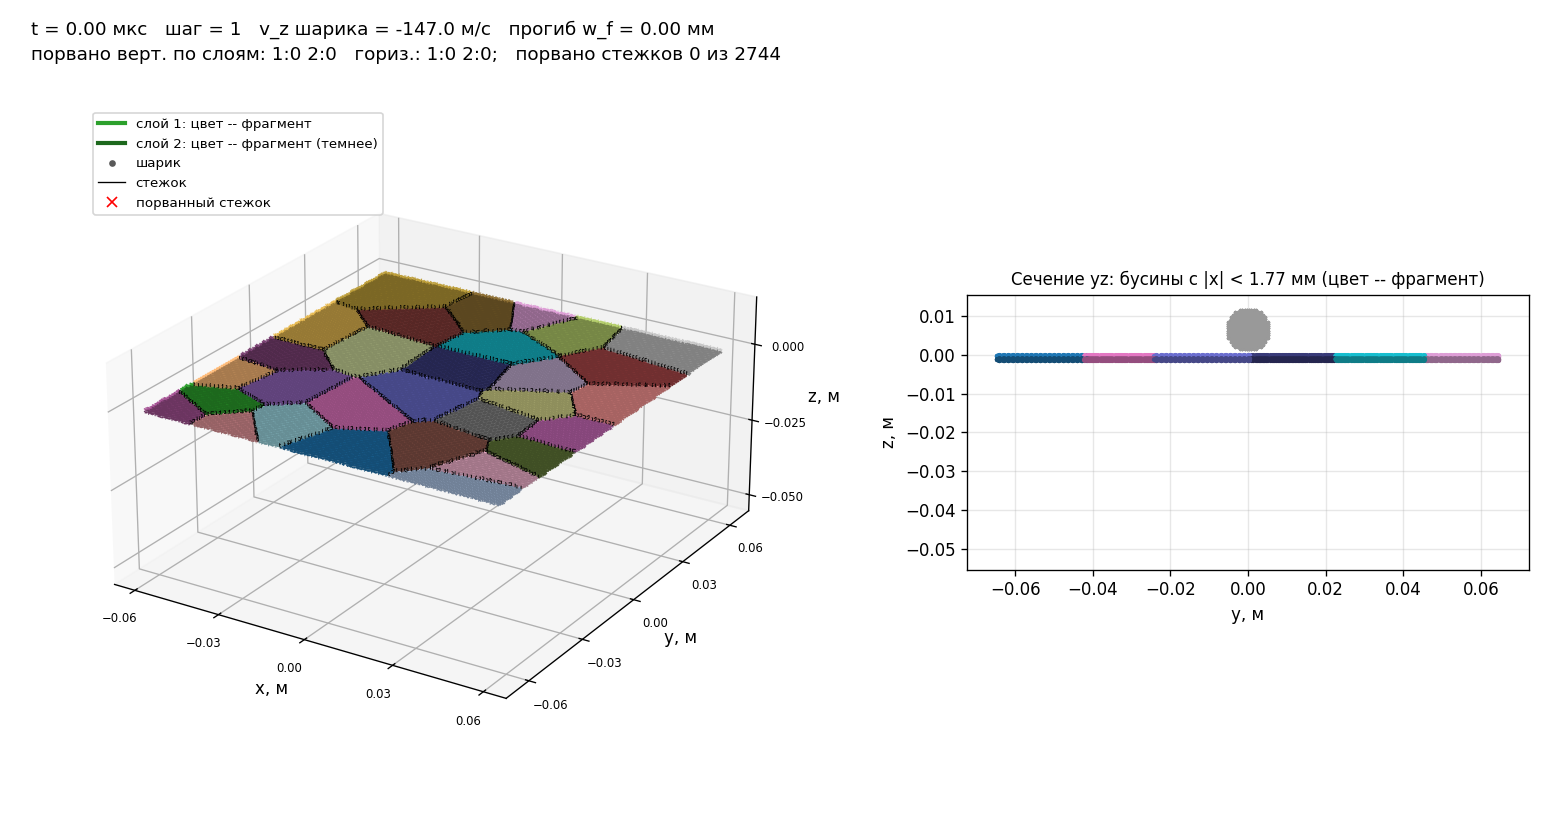 t = 0.00 мкс   шаг = 1   v_z шарика = -147.0 м/с   прогиб w_f = 0.00 мм
порвано верт. по слоям: 1:0 2:0   гориз.: 1:0 2:0;   порвано стежков 0 из 2744
слой 1: цвет -- фрагмент
слой 2: цвет -- фрагмент (темнее)
шарик
стежок
порванный стежок
0.000
−0.025
−0.050
z, м
0.06
0.03
0.00
−0.03
−0.06
y, м
−0.06
−0.03
0.00
0.03
0.06
x, м
Сечение yz: бусины с |x| < 1.77 мм (цвет -- фрагмент)
0.01
0.00
−0.01
−0.02
−0.03
−0.04
−0.05
z, м
−0.06
−0.04
−0.02
0.00
0.02
0.04
0.06
y, м